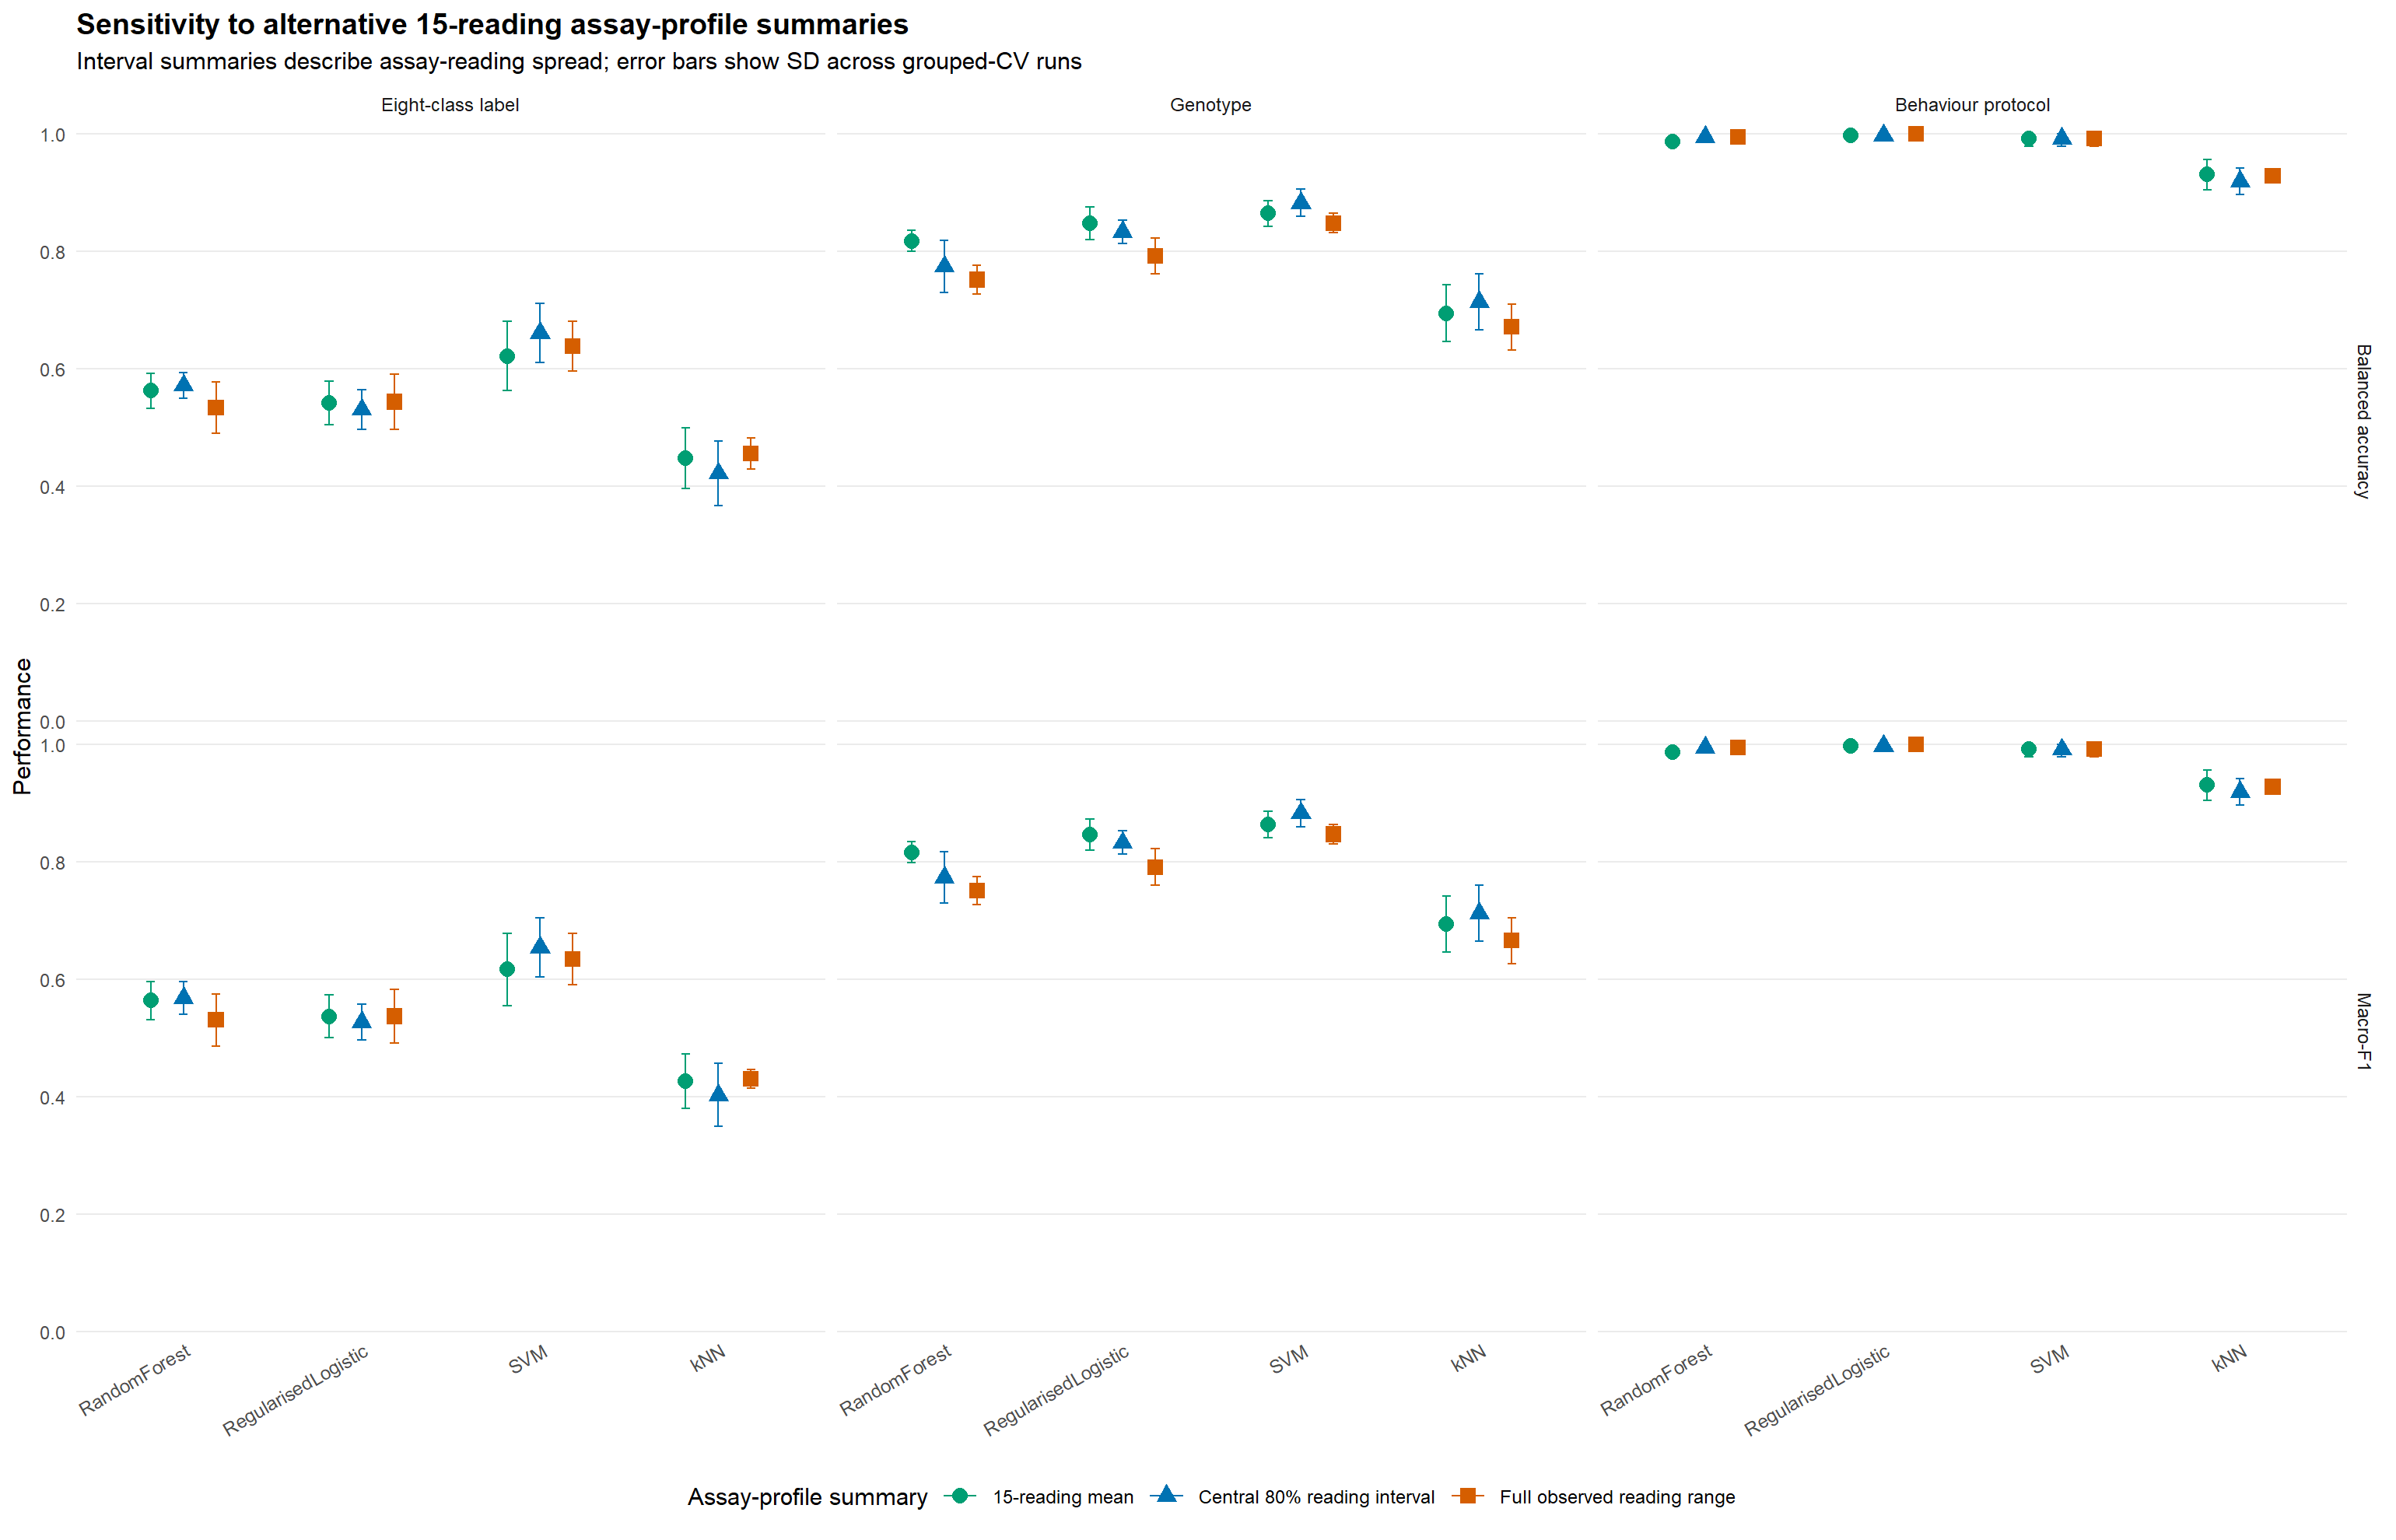 Sensitivity to alternative 15-reading assay-profile summaries
Interval summaries describe assay-reading spread; error bars show SD across grouped-CV runs
Eight-class label
Genotype
Behaviour protocol
1.0
0.8
0.6
0.4
0.2
0.0
Balanced accuracy
Performance
1.0
0.8
0.6
0.4
0.2
0.0
Macro-F1
RandomForest
RegularisedLogistic
SVM
kNN
RandomForest
RegularisedLogistic
SVM
kNN
RandomForest
RegularisedLogistic
SVM
kNN
Assay-profile summary
15-reading mean
Central 80% reading interval
Full observed reading range